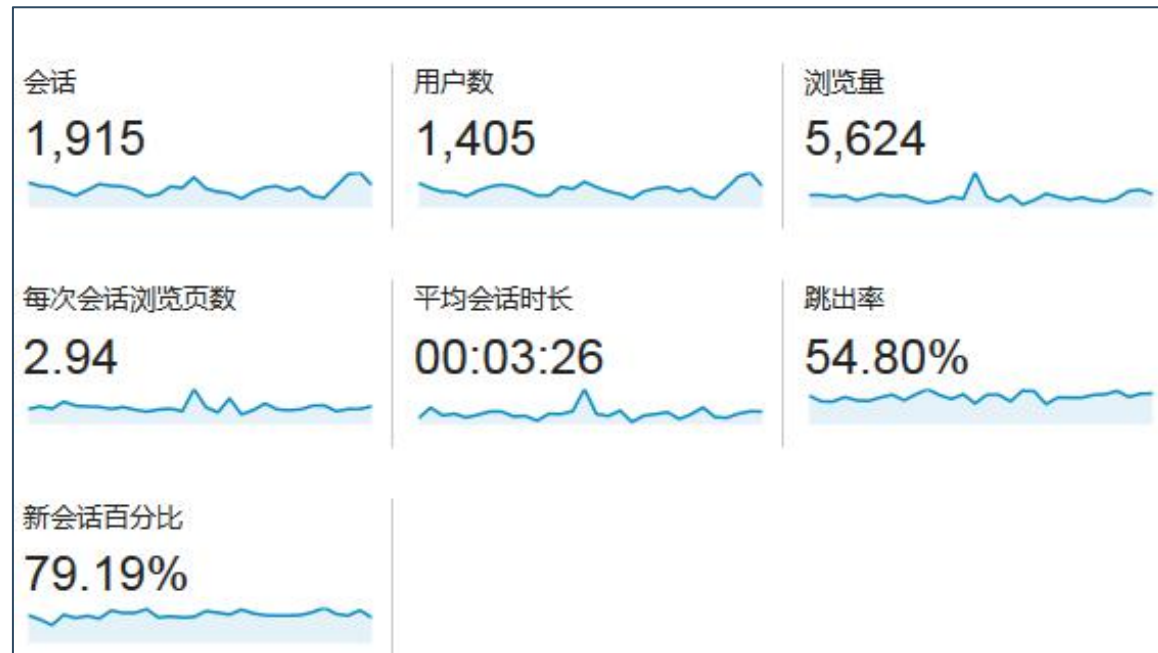 会话
1,915
用户数
1,405
浏览量
5,624
每次会话浏览页数
2.94
平均会话时长
00:03:26
跳出率
54.80%
新会话百分比
79.19%